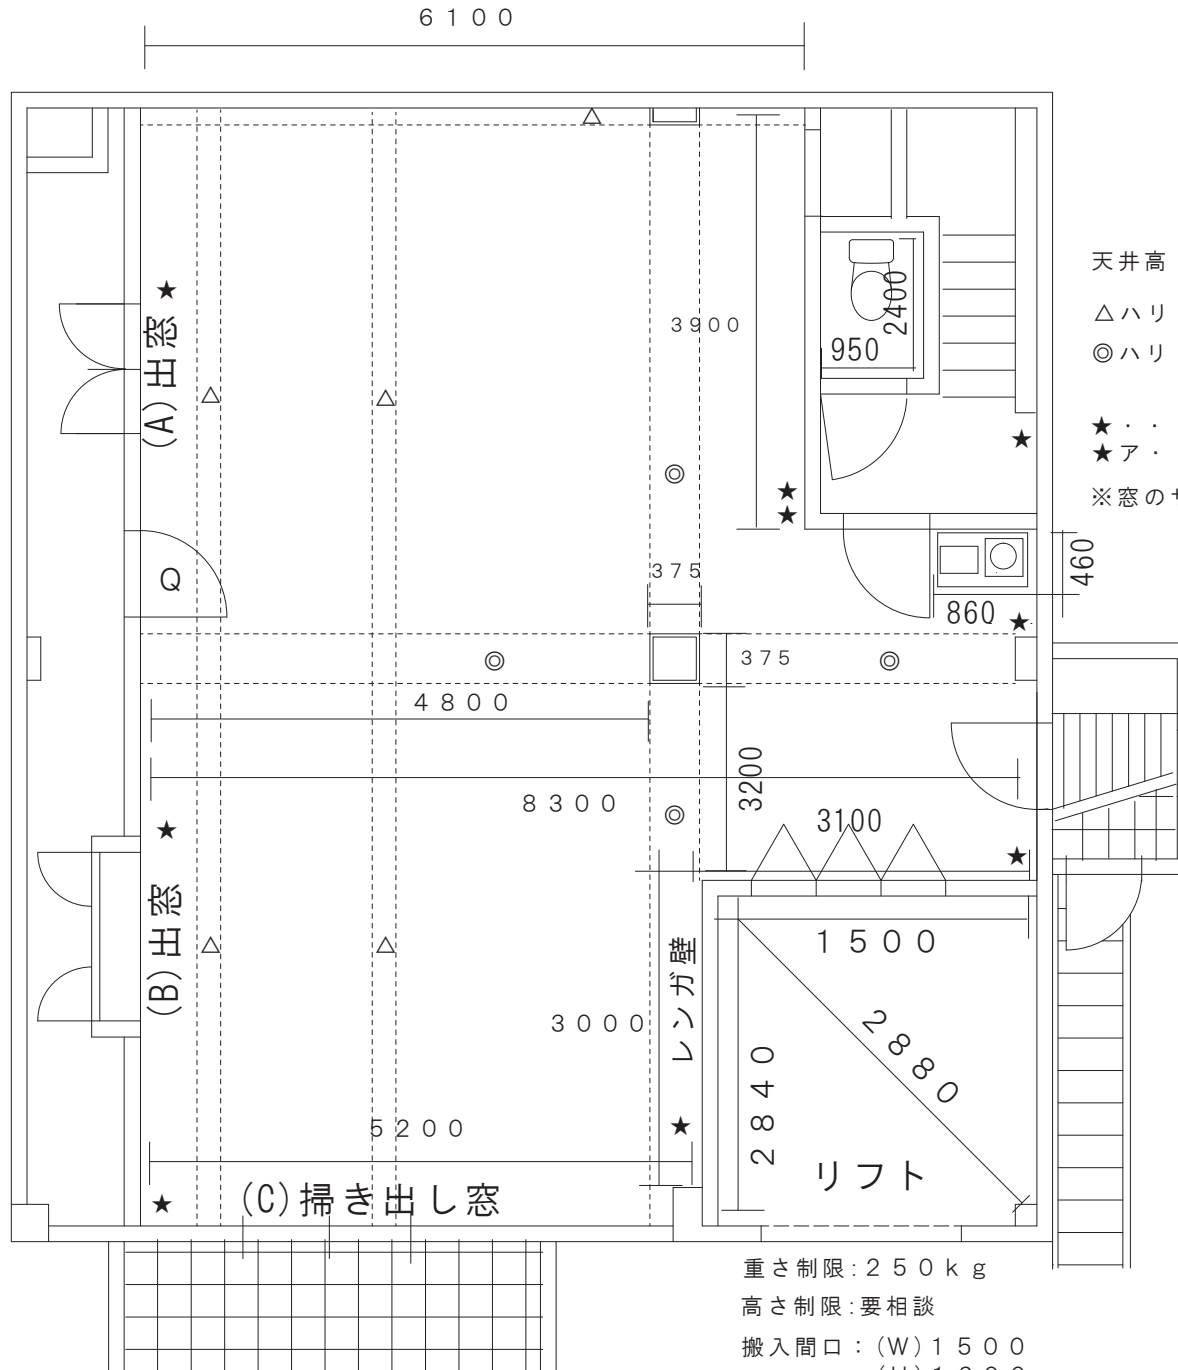 6100
天井高
△ハリ
◎ハリ
★・・
★ア・
※窓の
(A)出窓
★
3900
2400
950
★
★
★
Q
375
460
860
★
375
4800
8300
3200
3100
★
★
(B)出窓
レンガ壁
1500
3000
2840
2880
5200
★
リフト
★
(C)掃き出し窓
重さ制限:250kg
高さ制限:要相談
搬入間口:(W)1500